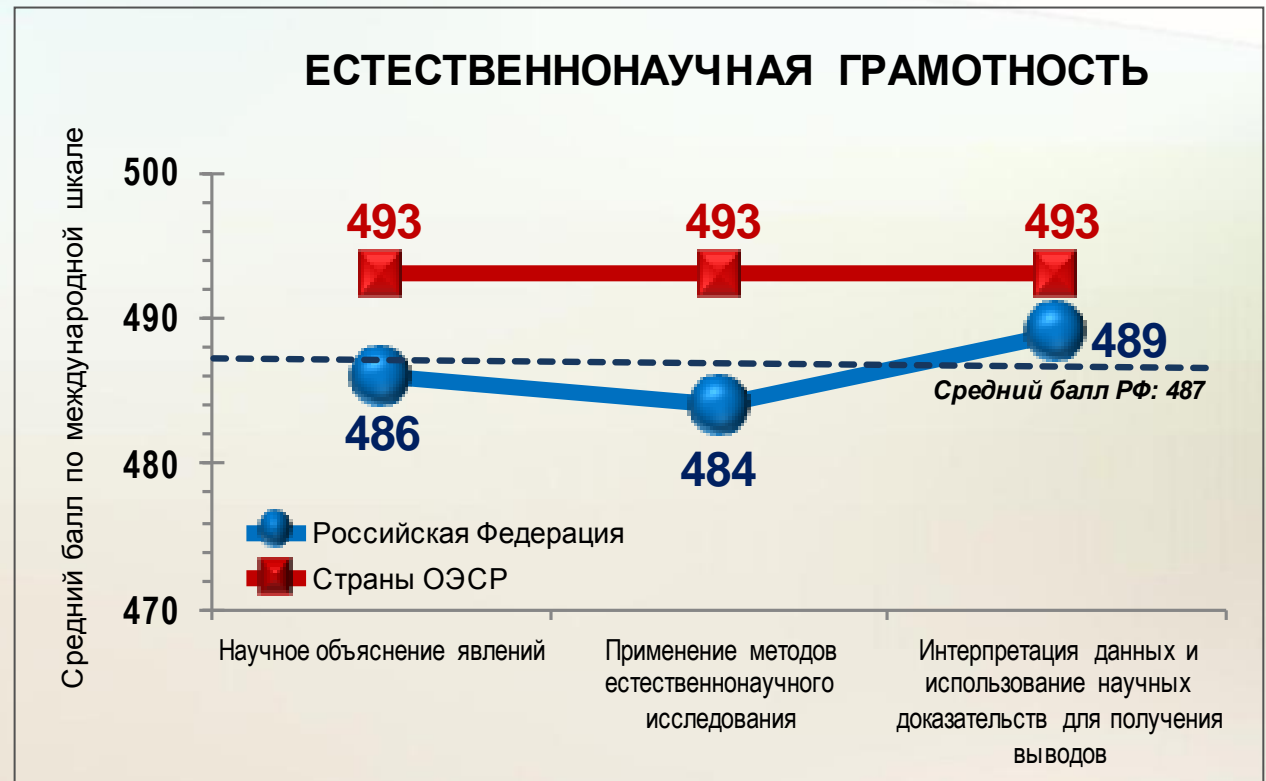 ЕСТЕСТВЕННОНАУЧНАЯ ГРАМОТНОСТЬ
Средний балл по международной шкале
500
490
480
470
493
493
493
486
484
489
Средний балл РФ: 487
Российская Федерация
Страны ОЭСР
Научное объяснение явлений
Применение методов
естественнонаучного
исследования
Интерпретация данных и
использование научных
доказательств для получения
выводов